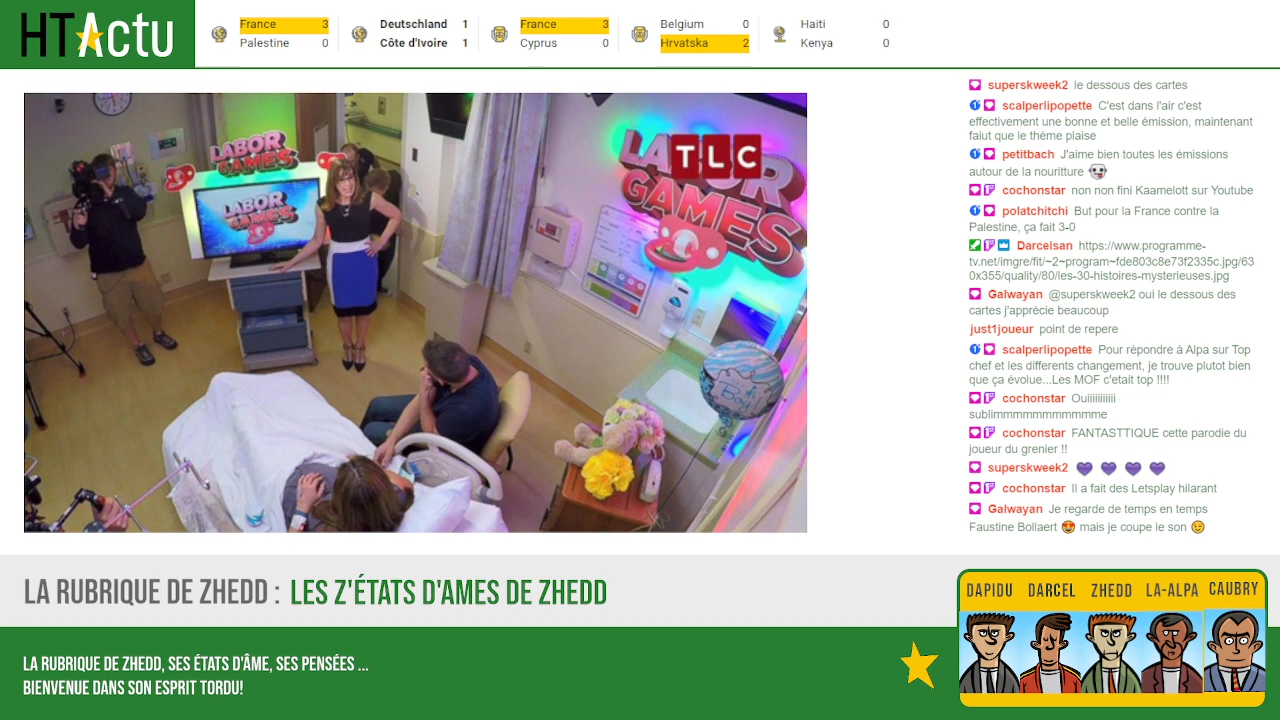 HTActu
France 3
Palestine 0
Deutschland 1
Côte d'Ivoire 1
France 3
Cyprus 0
Belgium 0
Hrvatska 2
Haiti 0
Kenya 0
LABOR
GAMES
LABOR
GAMES
TLC
LABOR
GAMES
superskweek2 le dessous des cartes
scalperlipopette C'est dans l'air c'est
effectivement une bonne et belle émission, maintenant
faiut que le thème plaise
petitbach J'aime bien toutes les émissions
autour de la nouritture
cochonstar non non fini Kaamelott sur Youtube
polatchitchi But pour la France contre la
Palestine, ça fait 3-0
Darcelsan https://www.programme-
tv.net/imgre/fit/~2~program~fde803c8e73f2335c.jpg/63
0x355/quality/80/les-30-histoires-mysterieuses.jpg
Galwayan @superskweek2 oui le dessous des
cartes j'apprécie beaucoup
just1joueur point de repere
scalperlipopette Pour répondre à Alpa sur Top
chef et les differents changement, je trouve plutot bien
que ça évolue...Les MOF c'etait top !!!!
cochonstar Ouiiiiiiiiiii
sublimmmmmmmmmmme
cochonstar FANTASTTIQUE cette parodie du
joueur du grenier !!
superskweek2 💜 💜 💜 💜
cochonstar Il a fait des Letsplay hilarant
Galwayan Je regarde de temps en temps
Faustine Bollaert 😍 mais je coupe le son 😉
LA RUBRIQUE DE ZHEDD : LES Z'ÉTATS D'AMES DE ZHEDD
DAPIDU DARCEL ZHEDD LA-ALPA CAUBRY
LA RUBRIQUE DE ZHEDD, SES ÉTATS D'ÂME, SES PENSÉES ...
BIENVENUE DANS SON ESPRIT TORDU!